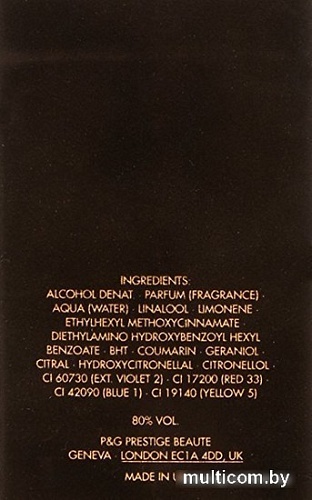 INGREDIENTS:
ALCOHOL DENAT. · PARFUM (FRAGRANCE) ·
AQUA (WATER) · LINALOOL · LIMONENE ·
ETHYLHEXYL METHOXYCINNAMATE ·
DIETHYLAMINO HYDROXYBENZOYL HEXYL
BENZOATE · BHT · COUMARIN · GERANIOL ·
CITRAL · HYDROXYCITRONELLAL · CITRONELLOL ·
CI 60730 (EXT. VIOLET 2) · CI 17200 (RED 33) ·
CI 42090 (BLUE 1) · CI 19140 (YELLOW 5)
80% VOL.
P&G PRESTIGE BEAUTE
GENEVA · LONDON EC1A 4DD, UK
MADE IN
multicom.by